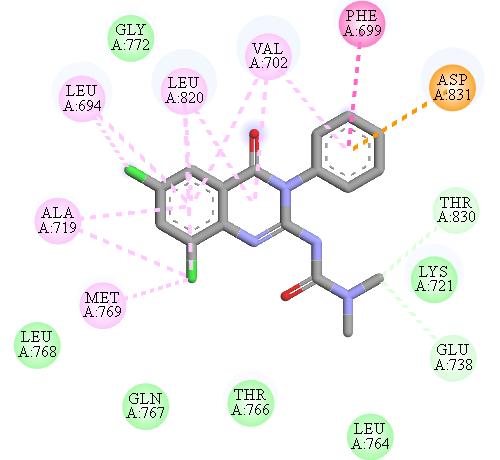 PHE
A:699
GLY
A:772
VAL
A:702
LEU
A:694
LEU
A:820
ASP
A:831
THR
A:830
ALA
A:719
LYS
A:721
MET
A:769
LEU
A:768
GLU
A:738
GLN
A:767
THR
A:766
LEU
A:764